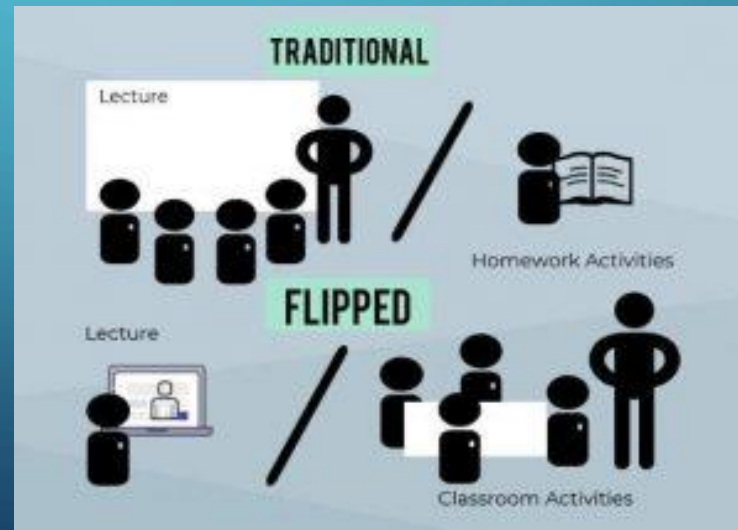 TRADITIONAL
Lecture
Homework Activities
FLIPPED
Lecture
Classroom Activities